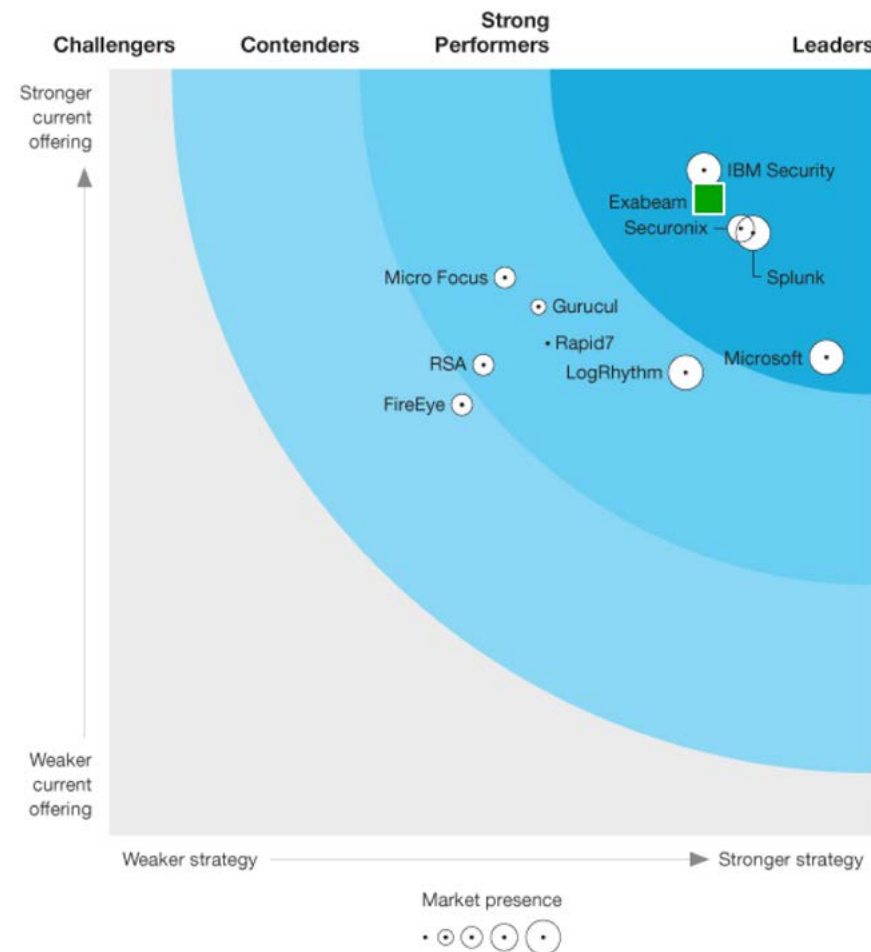 Challengers
Contenders
Strong
Performers
Leaders
Stronger
current
offering
IBM Security
Exabeam
Securonix
Splunk
Micro Focus
Gurucul
Rapid7
RSA
LogRhythm
Microsoft
FireEye
Weaker
current
offering
Weaker strategy
Stronger strategy
Market presence